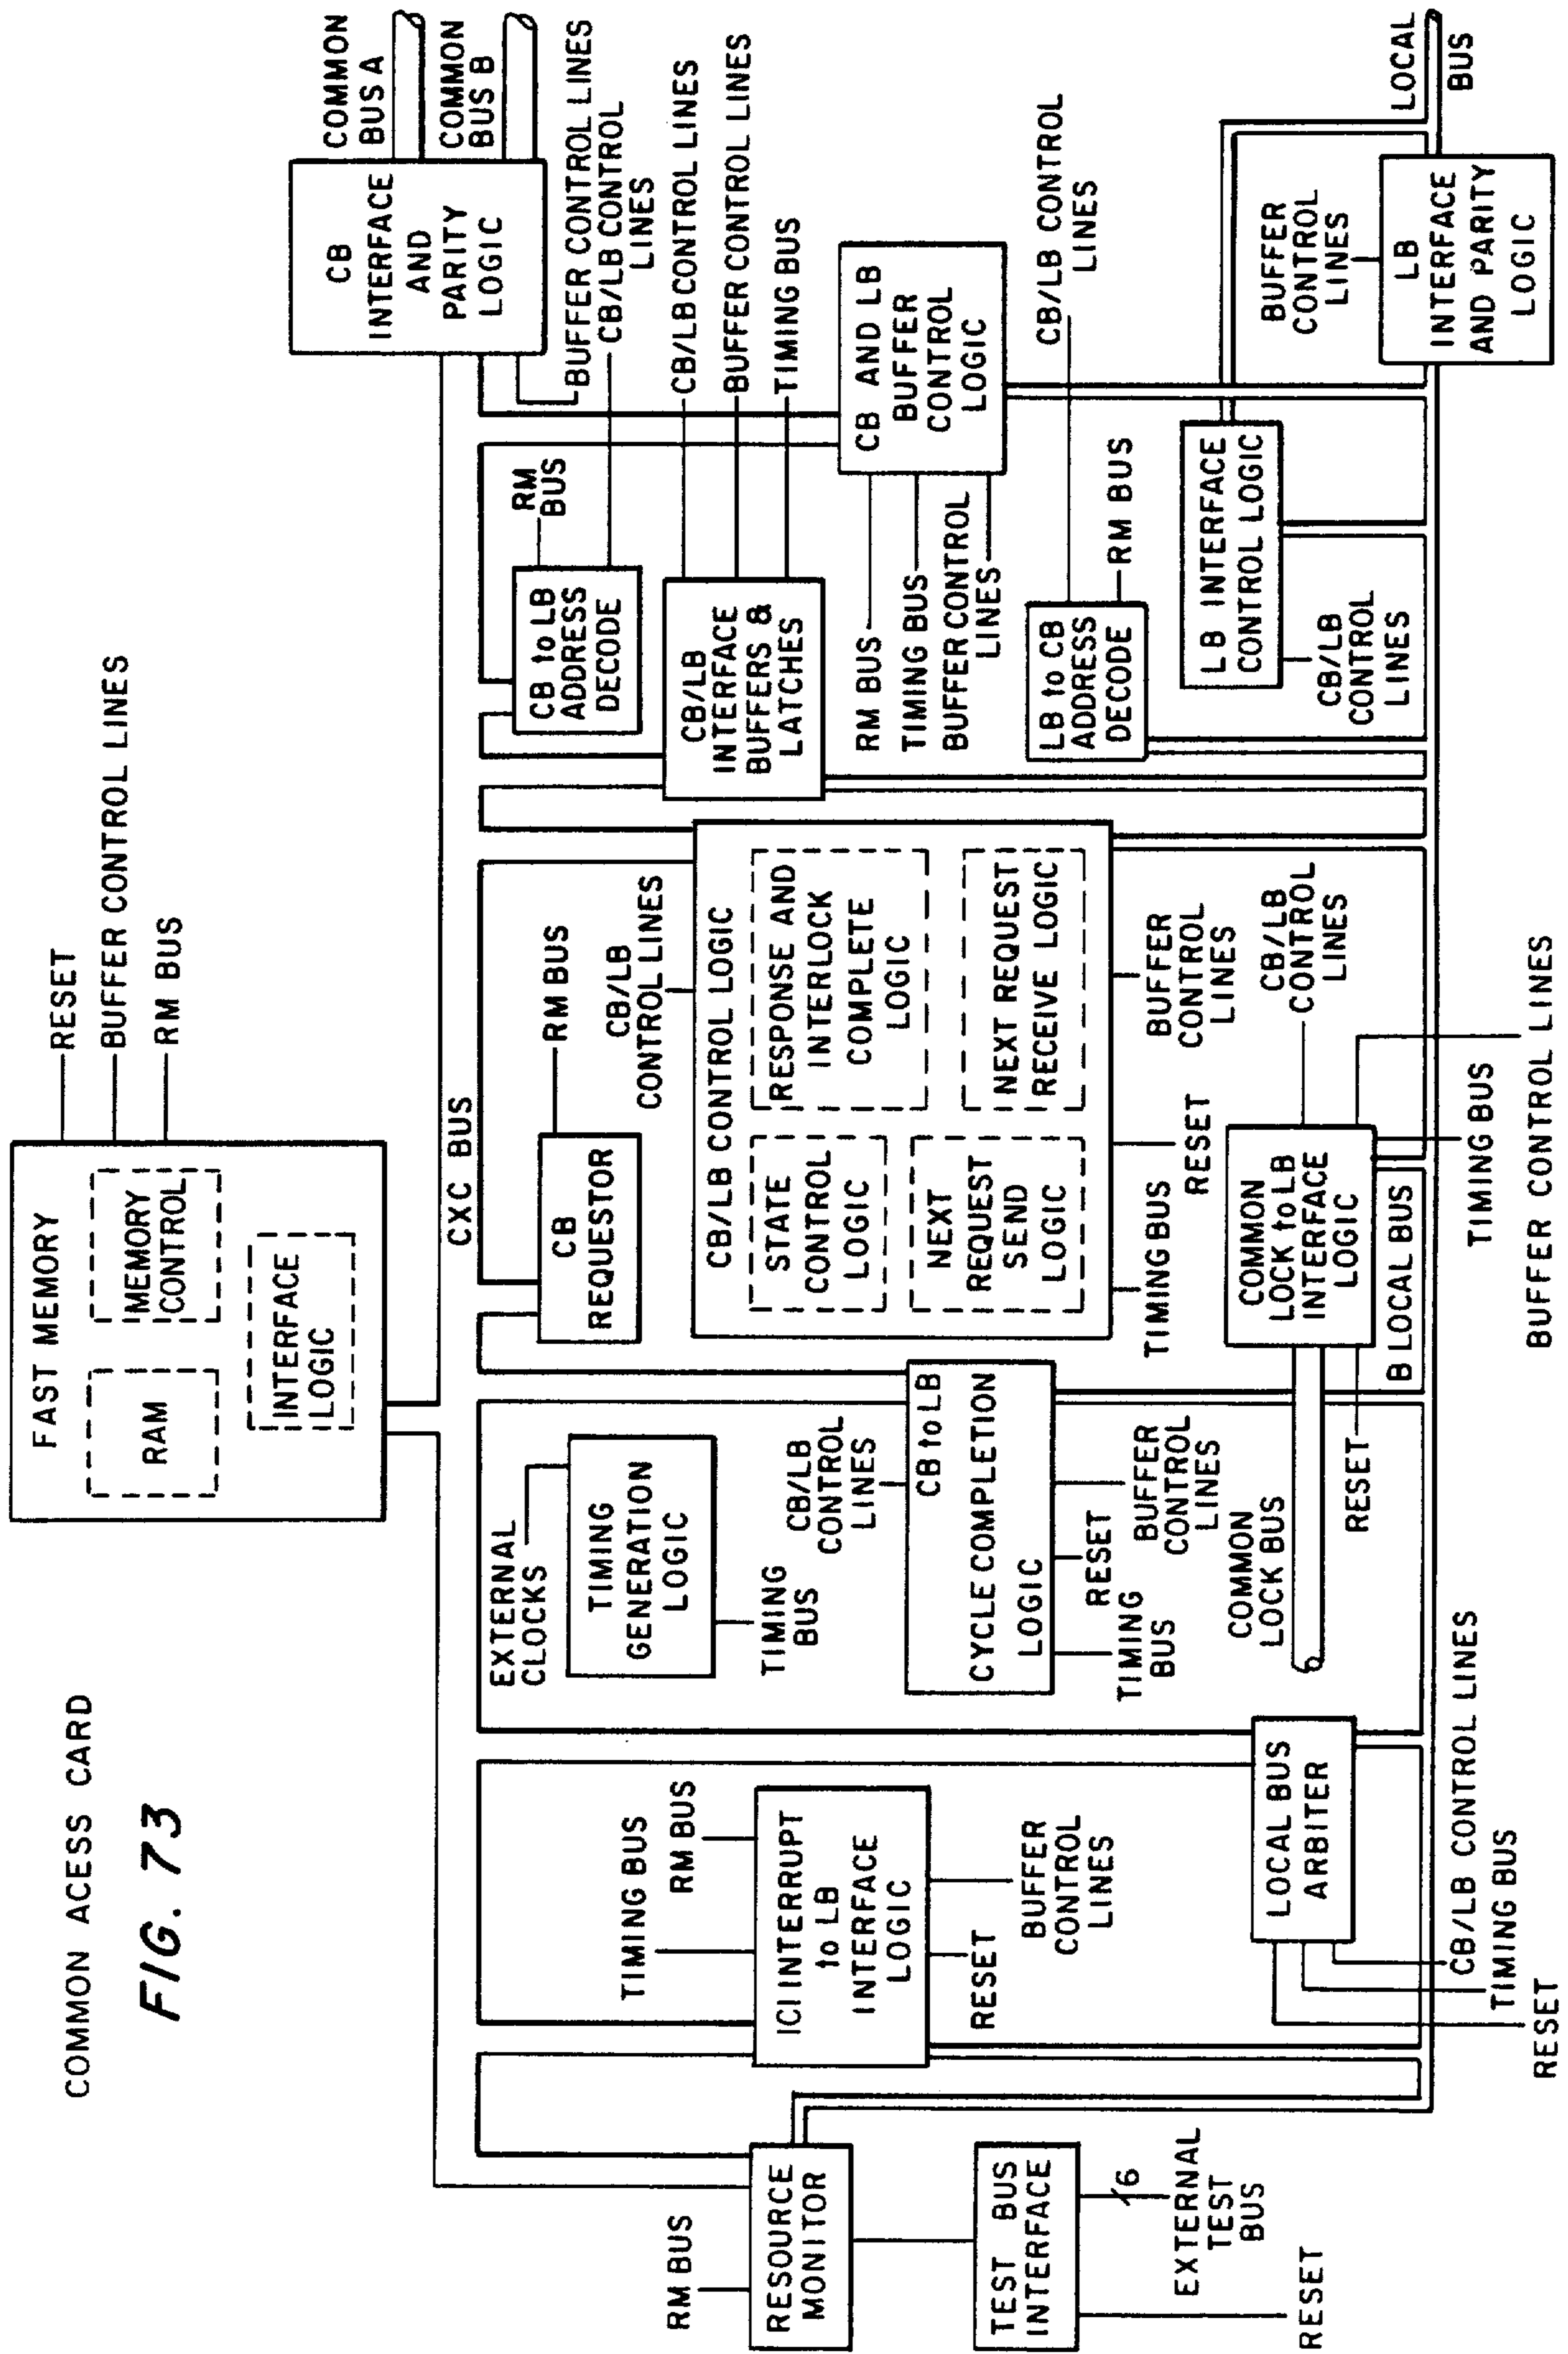 COMMON ACESS CARD
FIG. 73
FAST MEMORY
RAM
MEMORY
CONTROL
INTERFACE
LOGIC
RESET
BUFFER CONTROL LINES
RM BUS
CXC BUS
COMMON
BUS A
COMMON
BUS B
CB
INTERFACE
AND
PARITY
LOGIC
BUFFER CONTROL LINES
CB/LB CONTROL
LINES
RM BUS
RESOURCE
MONITOR
TEST BUS
INTERFACE
6
EXTERNAL
TEST
BUS
RESET
TIMING BUS
RM BUS
ICI INTERRUPT
to LB
INTERFACE
LOGIC
RESET
BUFFER
CONTROL
LINES
LOCAL BUS
ARBITER
CB/LB CONTROL LINES
TIMING BUS
RESET
EXTERNAL
CLOCKS
TIMING
GENERATION
LOGIC
TIMING
BUS
CB/LB
CONTROL
LINES
CB to LB
CYCLE COMPLETION
LOGIC
TIMING
BUS
RESET
BUFFER
CONTROL
LINES
COMMON
LOCK BUS
RESET
CB
REQUESTOR
RM BUS
CB/LB
CONTROL LINES
CB/LB CONTROL LOGIC
STATE
CONTROL
LOGIC
RESPONSE AND
INTERLOCK
COMPLETE
LOGIC
NEXT
REQUEST
SEND
LOGIC
NEXT REQUEST
RECEIVE LOGIC
TIMING BUS
RESET
BUFFER
CONTROL
LINES
COMMON
LOCK to LB
INTERFACE
LOGIC
CB/LB
CONTROL
LINES
B LOCAL BUS
TIMING BUS
BUFFER CONTROL LINES
CB to LB
ADDRESS
DECODE
RM
BUS
CB/LB
INTERFACE
BUFFERS &
LATCHES
CB/LB CONTROL LINES
BUFFER CONTROL LINES
TIMING BUS
CB AND LB
BUFFER
CONTROL
LOGIC
RM BUS
TIMING BUS
BUFFER CONTROL
LINES
LB to CB
ADDRESS
DECODE
CB/LB CONTROL
LINES
RM BUS
LB INTERFACE
CONTROL LOGIC
CB/LB
CONTROL
LINES
BUFFER
CONTROL
LINES
LB
INTERFACE
AND PARITY
LOGIC
LOCAL
BUS